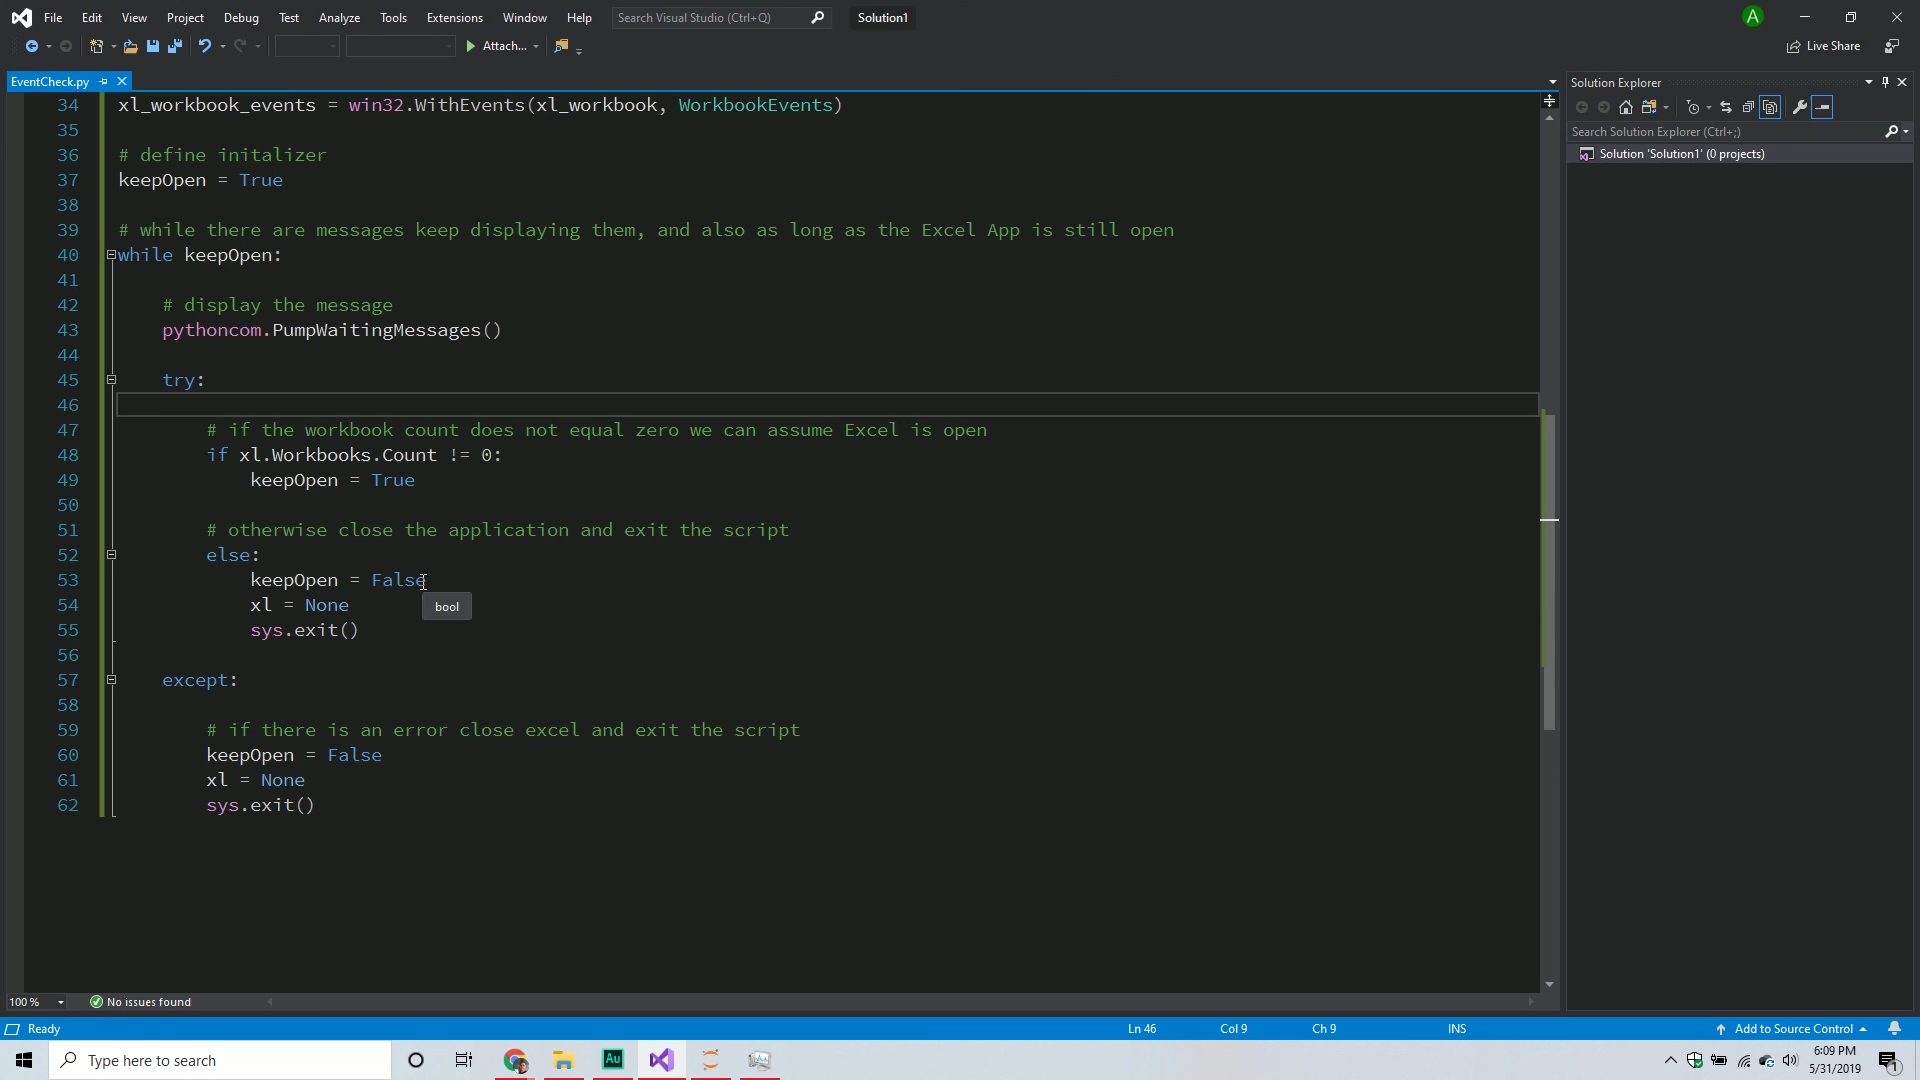 File Edit View Project Debug Test Analyze Tools Extensions Window Help Search Visual Studio (Ctrl+Q) Solution1 A
Attach... Live Share
EventCheck.py Solution Explorer
34 xl_workbook_events = win32.WithEvents(xl_workbook, WorkbookEvents)
35
36 # define initalizer
37 keepOpen = True
38
39 # while there are messages keep displaying them, and also as long as the Excel App is still open
40 while keepOpen:
41
42 # display the message
43 pythoncom.PumpWaitingMessages()
44
45 try:
46
47 # if the workbook count does not equal zero we can assume Excel is open
48 if xl.Workbooks.Count != 0:
49 keepOpen = True
50
51 # otherwise close the application and exit the script
52 else:
53 keepOpen = False
54 xl = None
bool
55 sys.exit()
56
57 except:
58
59 # if there is an error close excel and exit the script
60 keepOpen = False
61 xl = None
62 sys.exit()
Search Solution Explorer (Ctrl+;)
Solution 'Solution1' (0 projects)
100 % No issues found
Ready Ln 46 Col 9 Ch 9 INS Add to Source Control
Type here to search Au 6:09 PM
5/31/2019 1